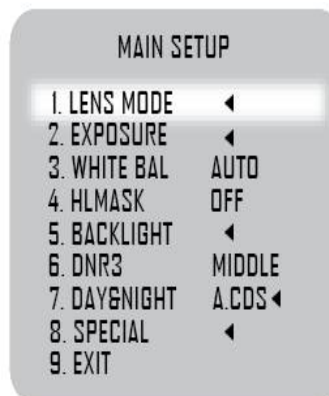 MAIN SETUP
1. LENS MODE ◄
2. EXPOSURE ◄
3. WHITE BAL AUTO
4. HLMASK OFF
5. BACKLIGHT ◄
6. DNR3 MIDDLE
7. DAY&NIGHT A.CDS◄
8. SPECIAL ◄
9. EXIT